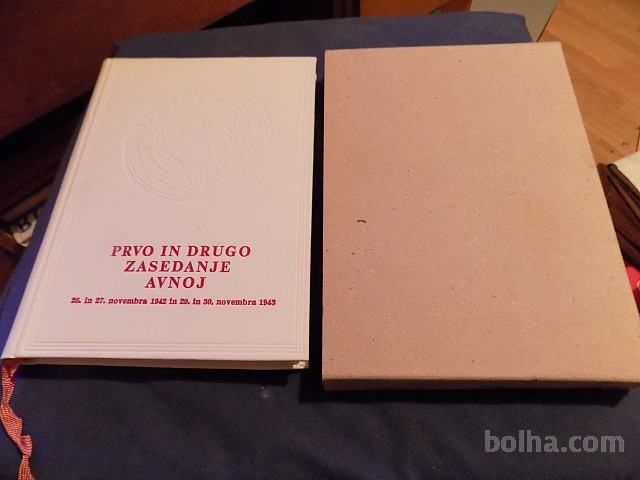 PRVO IN DRUGO
ZASEDANJE
AVNOJ
26. in 27. novembra 1942 in 29. in 30. novembra 1943
bolha.com